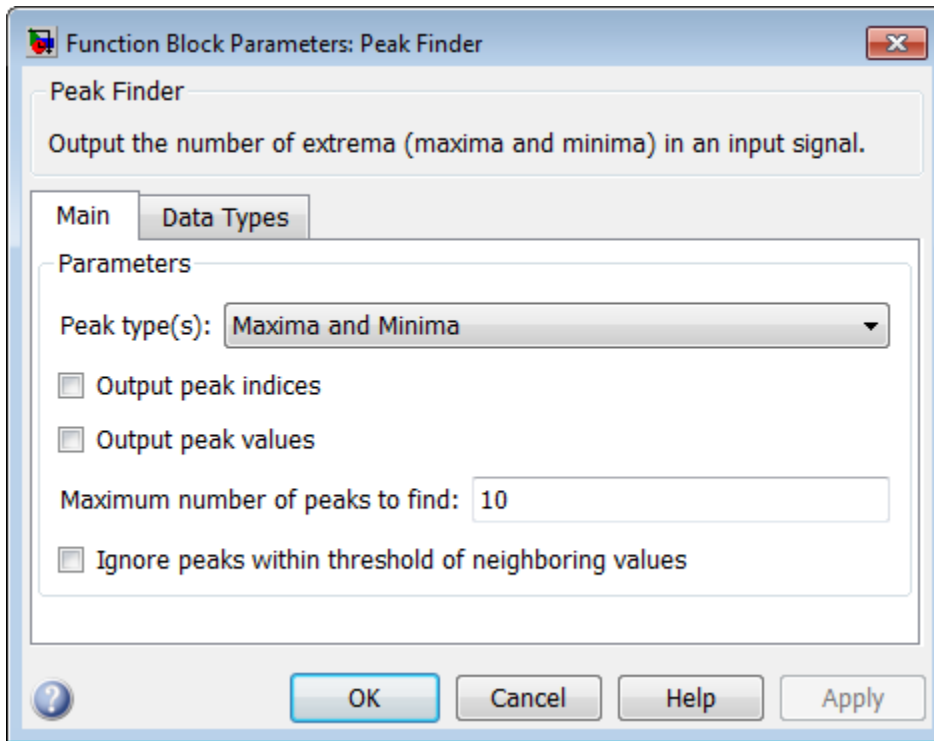 Function Block Parameters: Peak Finder
Peak Finder
Output the number of extrema (maxima and minima) in an input signal.
Main Data Types
Parameters
Peak type(s): Maxima and Minima
Output peak indices
Output peak values
Maximum number of peaks to find: 10
Ignore peaks within threshold of neighboring values
? OK Cancel Help Apply